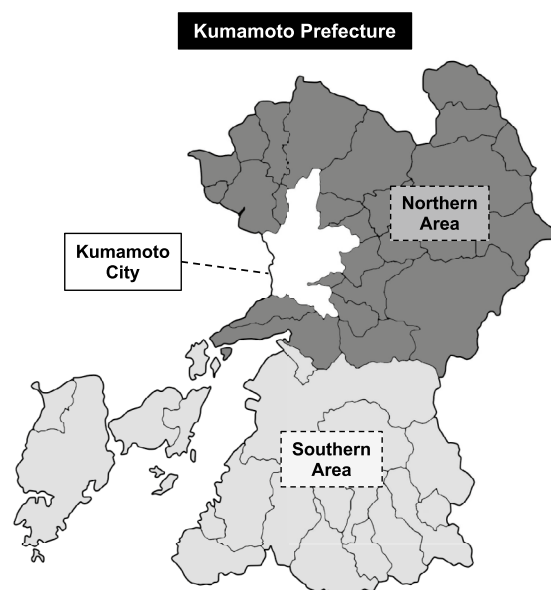 Kumamoto Prefecture
Northern
Area
Kumamoto
City
Southern
Area